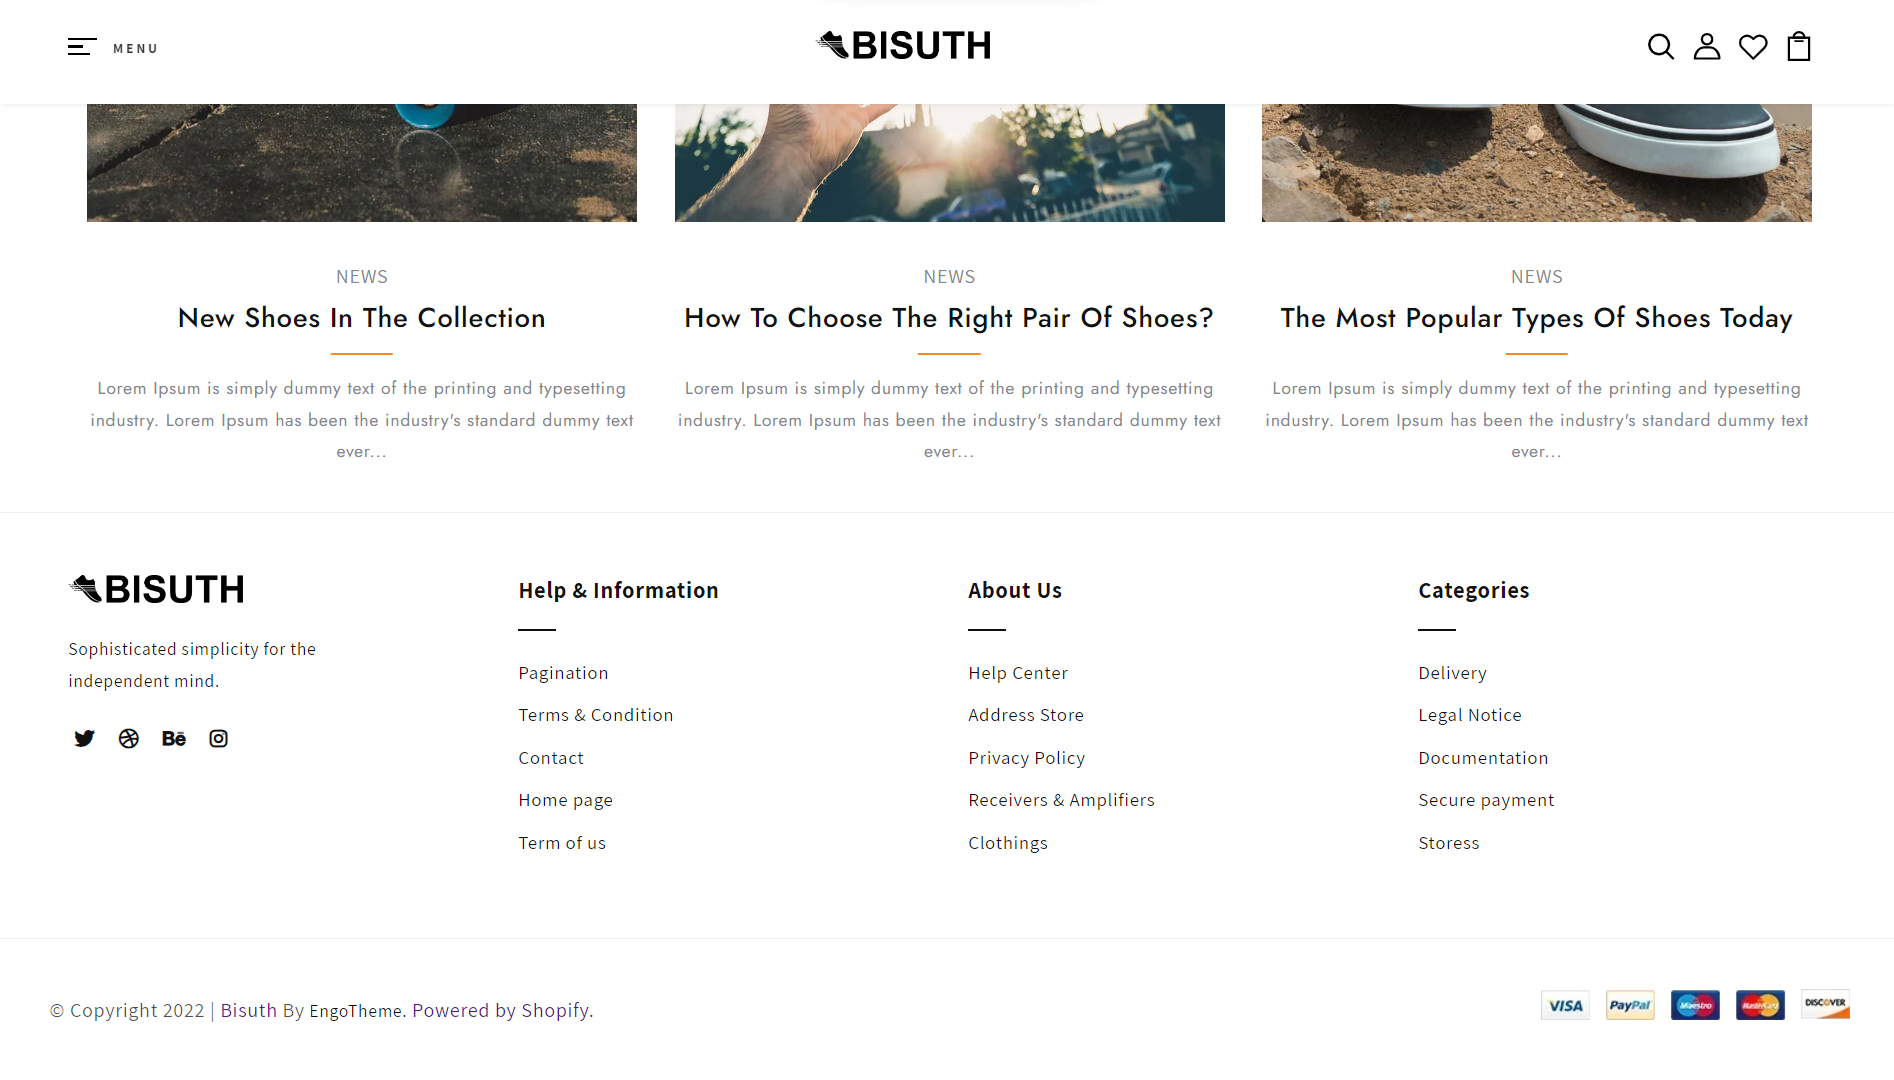 MENU
BISUTH
NEWS
New Shoes In The Collection
Lorem Ipsum is simply dummy text of the printing and typesetting
industry. Lorem Ipsum has been the industry's standard dummy text
ever...
NEWS
How To Choose The Right Pair Of Shoes?
Lorem Ipsum is simply dummy text of the printing and typesetting
industry. Lorem Ipsum has been the industry's standard dummy text
ever...
NEWS
The Most Popular Types Of Shoes Today
Lorem Ipsum is simply dummy text of the printing and typesetting
industry. Lorem Ipsum has been the industry's standard dummy text
ever...
BISUTH
Sophisticated simplicity for the
independent mind.
Bē
Help & Information
Pagination
Terms & Condition
Contact
Home page
Term of us
About Us
Help Center
Address Store
Privacy Policy
Receivers & Amplifiers
Clothings
Categories
Delivery
Legal Notice
Documentation
Secure payment
Storess
© Copyright 2022 | Bisuth By EngoTheme. Powered by Shopify.
VISA
PayPal
Maestro
MasterCard
DISCOVER